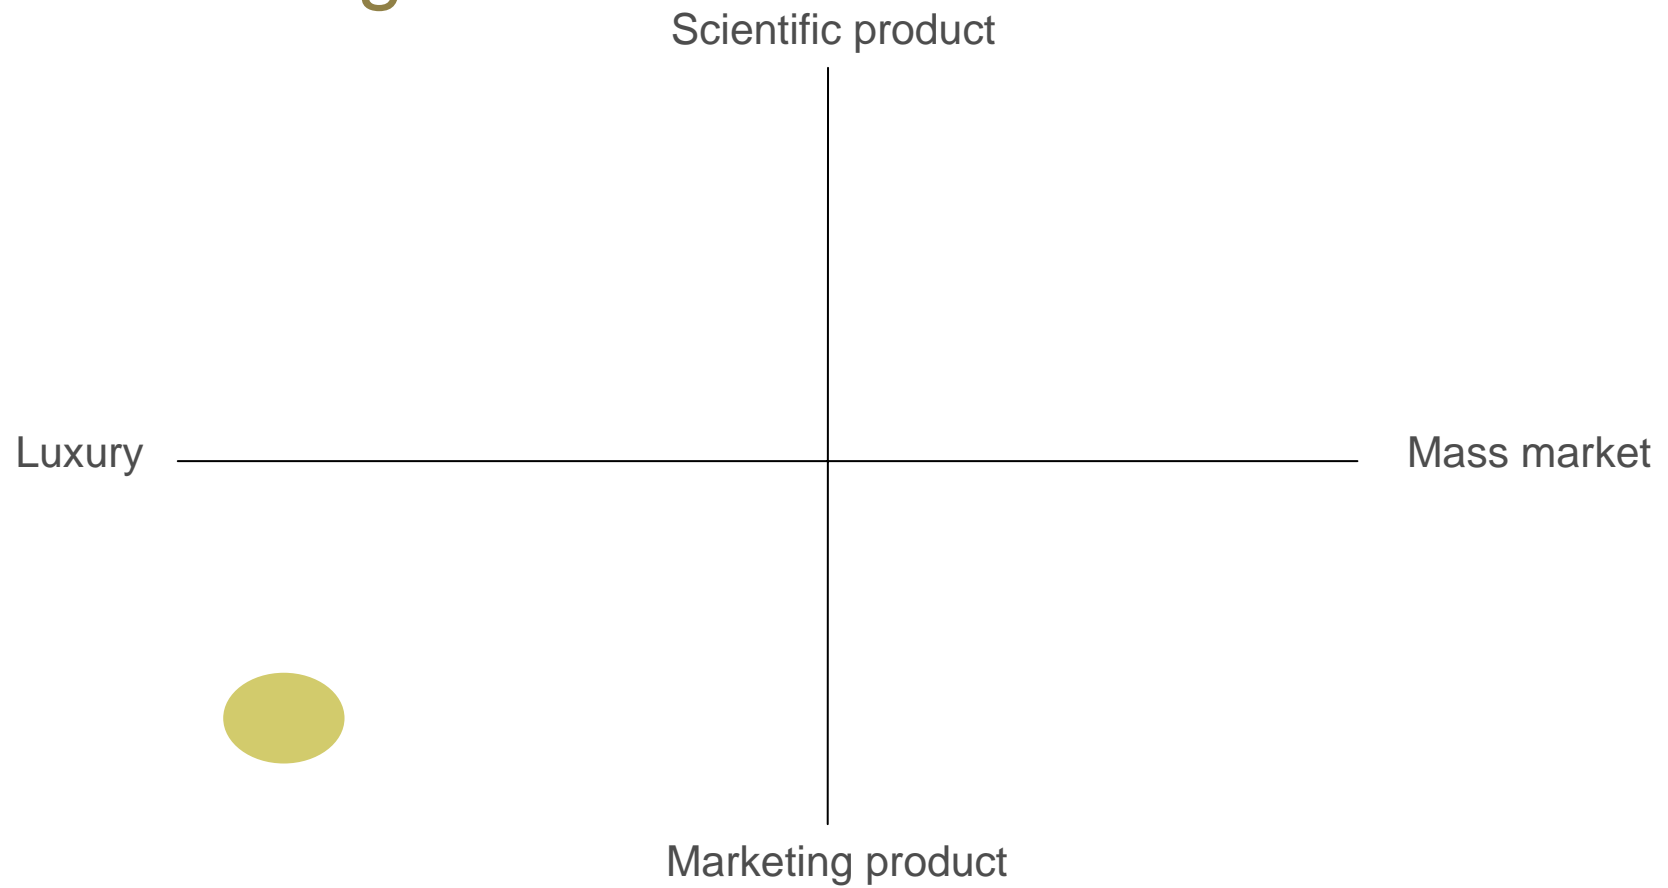 Scientific product
Luxury
Mass market
Marketing product